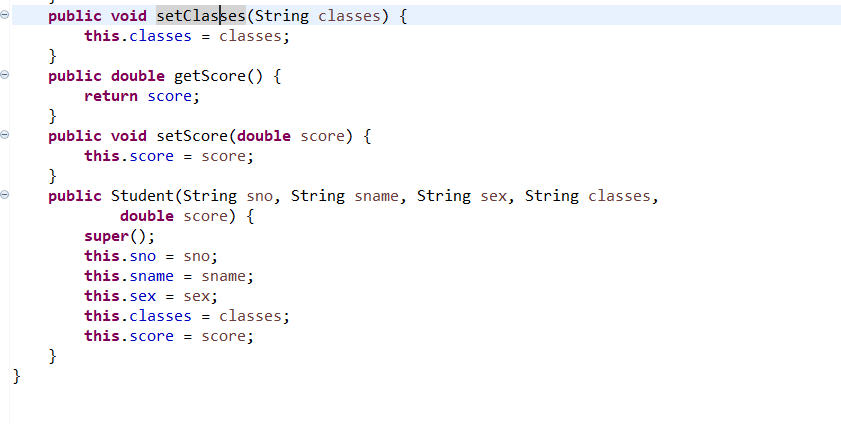 public void setClasses(String classes) {
this.classes = classes;
}
public double getScore() {
return score;
}
public void setScore(double score) {
this.score = score;
}
public Student(String sno, String sname, String sex, String classes,
double score) {
super();
this.sno = sno;
this.sname = sname;
this.sex = sex;
this.classes = classes;
this.score = score;
}
}